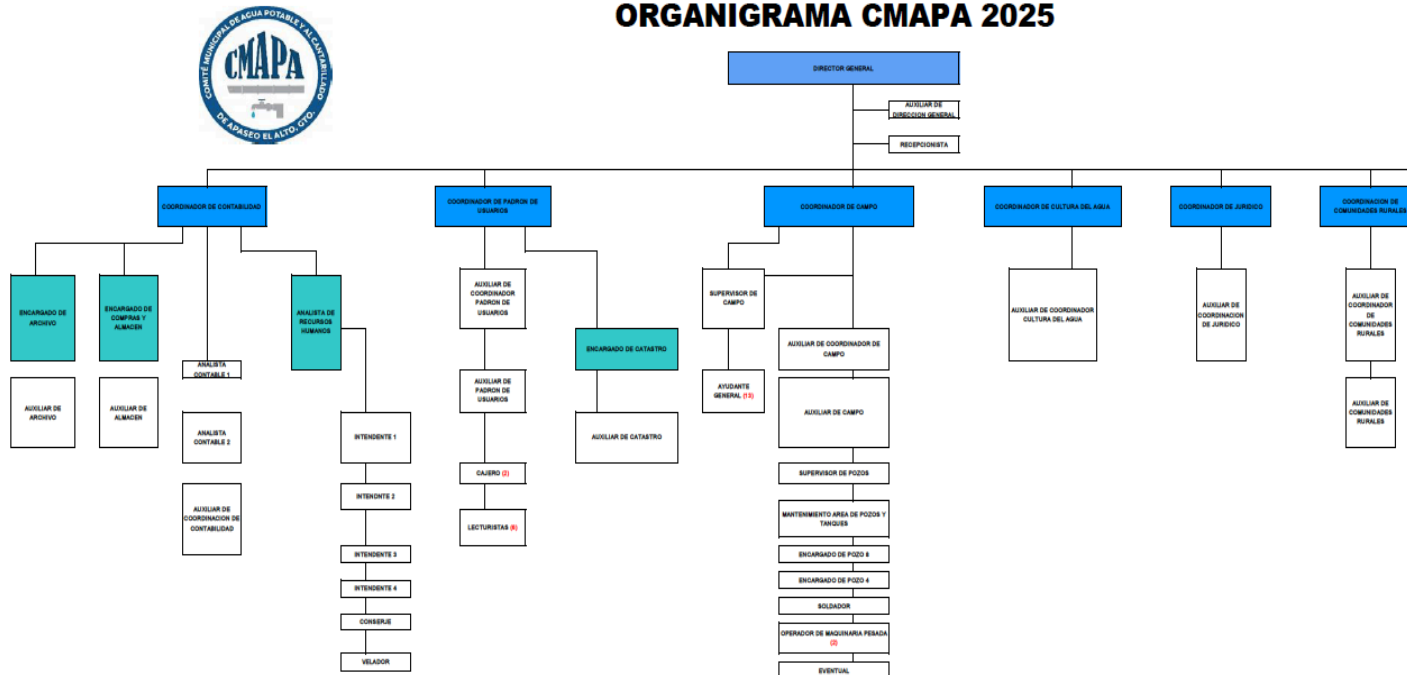 ORGANIGRAMA CMAPA 2025
COMITÉ MUNICIPAL DE AGUA POTABLE Y ALCANTARILLADO
CMAPA
DE APASEO EL ALTO, GTO.
DIRECTOR GENERAL
AUXILIAR DE
DIRECCION GENERAL
RECEPCIONISTA
COORDINADOR DE CONTABILIDAD
COORDINADOR DE PADRON DE
USUARIOS
COORDINADOR DE CAMPO
COORDINADOR DE CULTURA DEL AGUA
COORDINADOR DE JURIDICO
COORDINACION DE
COMUNIDADES RURALES
ENCARGADO DE
ARCHIVO
ENCARGADO DE
COMPRAS Y
ALMACEN
ANALISTA DE
RECURSOS
HUMANOS
ANALISTA
CONTABLE 1
AUXILIAR DE
ARCHIVO
AUXILIAR DE
ALMACEN
ANALISTA
CONTABLE 2
AUXILIAR DE
COORDINACION DE
CONTABILIDAD
INTENDENTE 1
INTENDNTE 2
INTENDENTE 3
INTENDENTE 4
CONSERJE
VELADOR
AUXILIAR DE
COORDINADOR
PADRON DE
USUARIOS
AUXILIAR DE
PADRON DE
USUARIOS
CAJERO (2)
LECTURISTAS (6)
ENCARGADO DE CATASTRO
AUXILIAR DE CATASTRO
SUPERVISOR DE
CAMPO
AYUDANTE
GENERAL (13)
AUXILIAR DE COORDINADOR DE
CAMPO
AUXILIAR DE CAMPO
SUPERVISOR DE POZOS
MANTENIMIENTO AREA DE POZOS Y
TANQUES
ENCARGADO DE POZO 8
ENCARGADO DE POZO 4
SOLDADOR
OPERADOR DE MAQUINARIA PESADA
(2)
EVENTUAL
AUXILIAR DE COORDINADOR
CULTURA DEL AGUA
AUXILIAR DE
COORDINACION
DE JURIDICO
AUXILIAR DE
COORDINADOR
DE
COMUNIDADES
RURALES
AUXILIAR DE
COMUNIDADES
RURALES